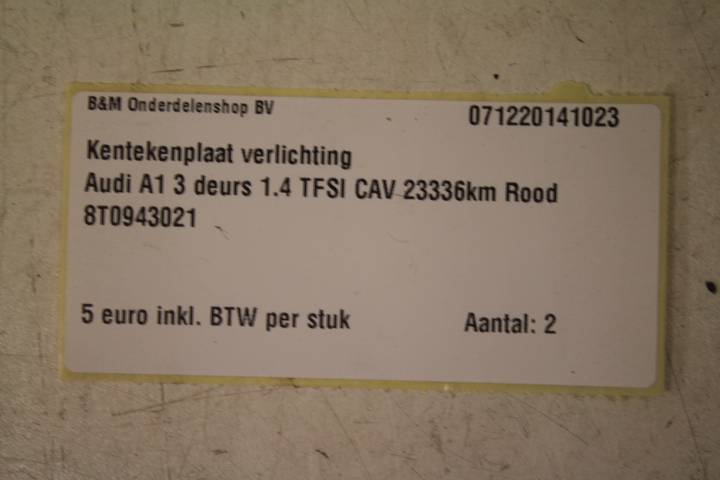 B&M Onderdelenshop BV 071220141023
Kentekenplaat verlichting
Audi A1 3 deurs 1.4 TFSI CAV 23336km Rood
8T0943021
5 euro inkl. BTW per stuk Aantal: 2